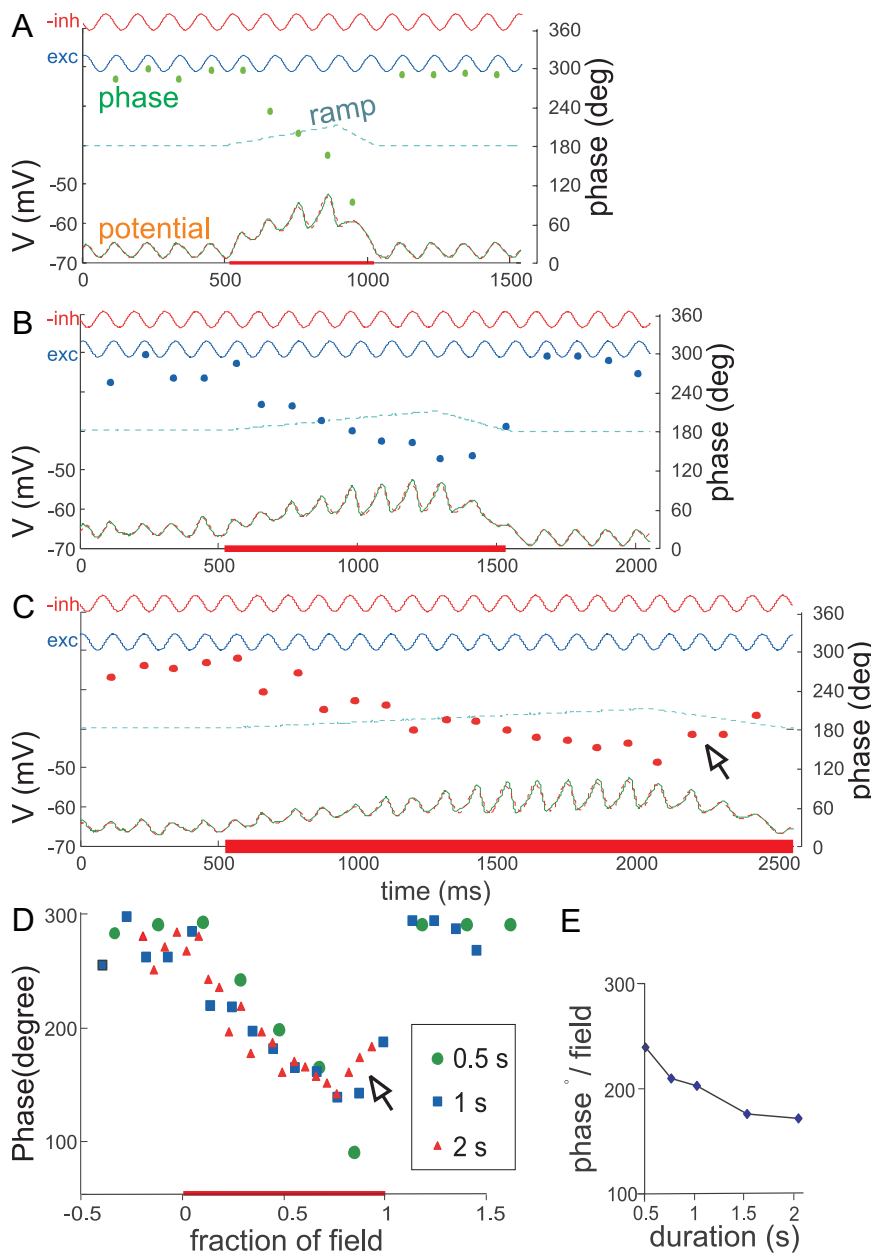 A
-inh
exc
phase
ramp
potential
V (mV)
-50
-60
-70
0
500
1000
1500
360
300
240
180
120
60
0
phase (deg)
B
-inh
exc
V (mV)
-50
-60
-70
0
500
1000
1500
2000
360
300
240
180
120
60
0
phase (deg)
C
-inh
exc
V (mV)
-50
-60
-70
0
500
1000
1500
2000
2500
360
300
240
180
120
60
0
phase (deg)
time (ms)
D
Phase(degree)
300
200
100
-0.5
0
0.5
1
1.5
fraction of field
0.5 s
1 s
2 s
E
phase ° / field
300
200
100
0.5
1
1.5
2
duration (s)